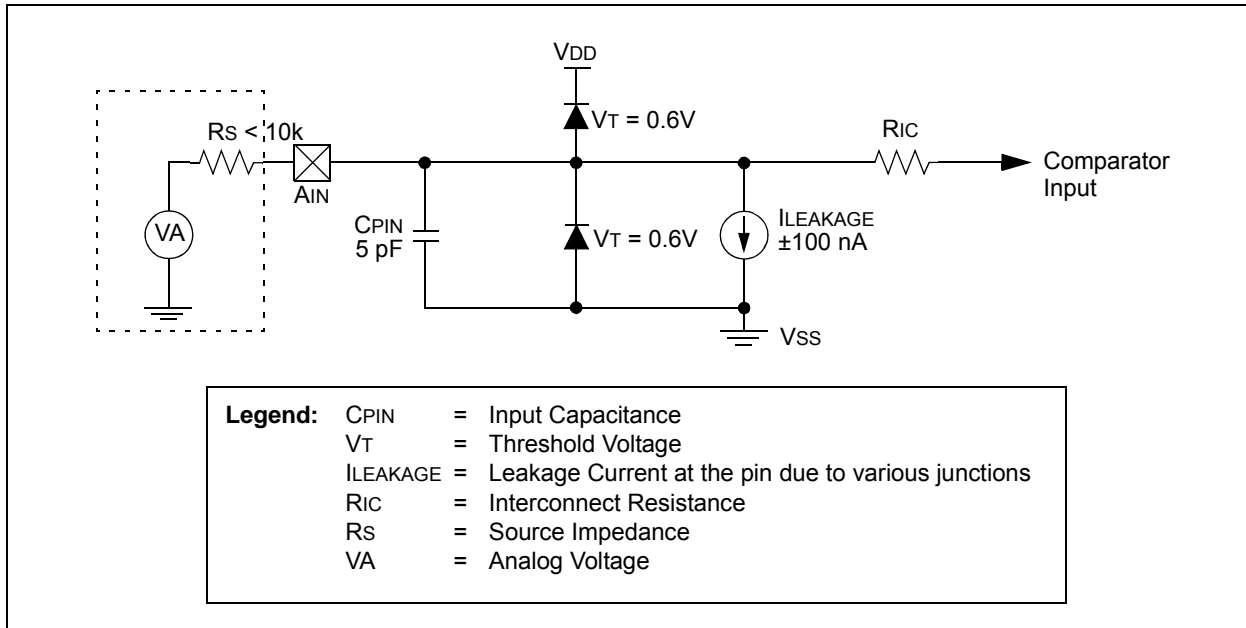 VDD
VT = 0.6V
RS < 10k
RIC
AIN
Comparator
Input
VA
CPIN
5 pF
VT = 0.6V
ILEAKAGE
±100 nA
VSS
Legend: CPIN = Input Capacitance
VT = Threshold Voltage
ILEAKAGE = Leakage Current at the pin due to various junctions
RIC = Interconnect Resistance
RS = Source Impedance
VA = Analog Voltage